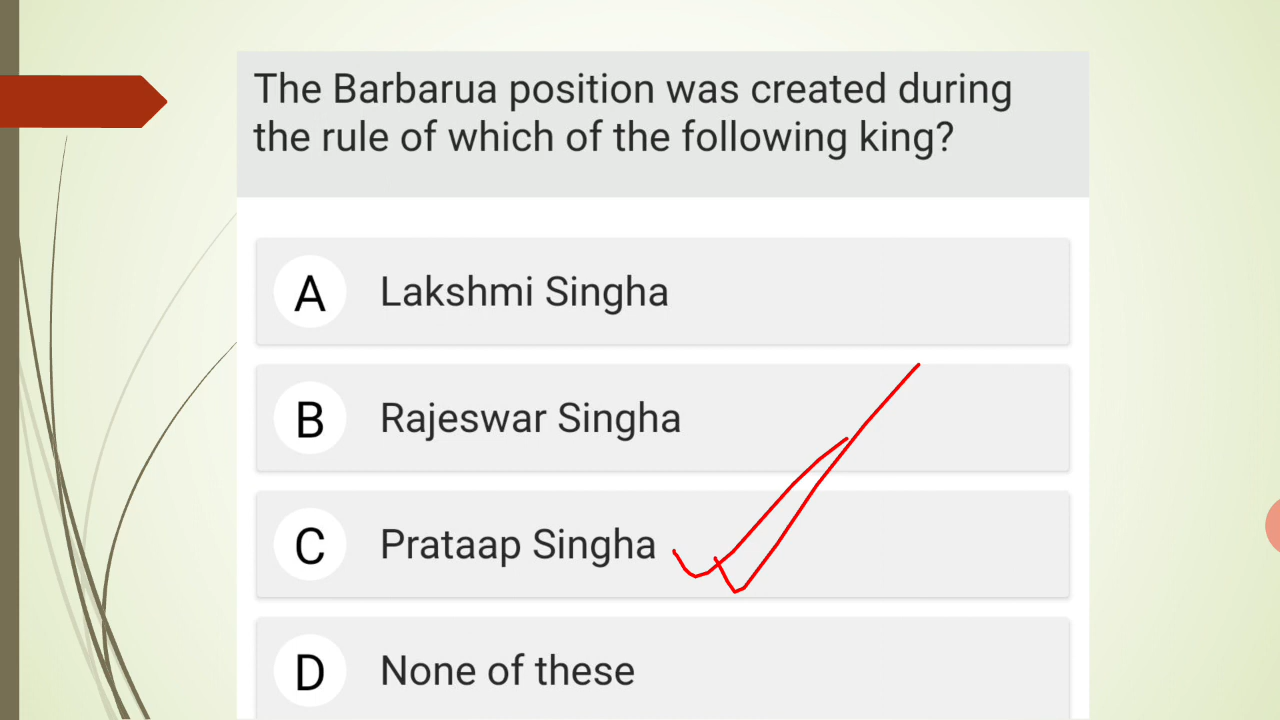 The Barbarua position was created during
the rule of which of the following king?
A Lakshmi Singha
B Rajeswar Singha
C Prataap Singha
D None of these